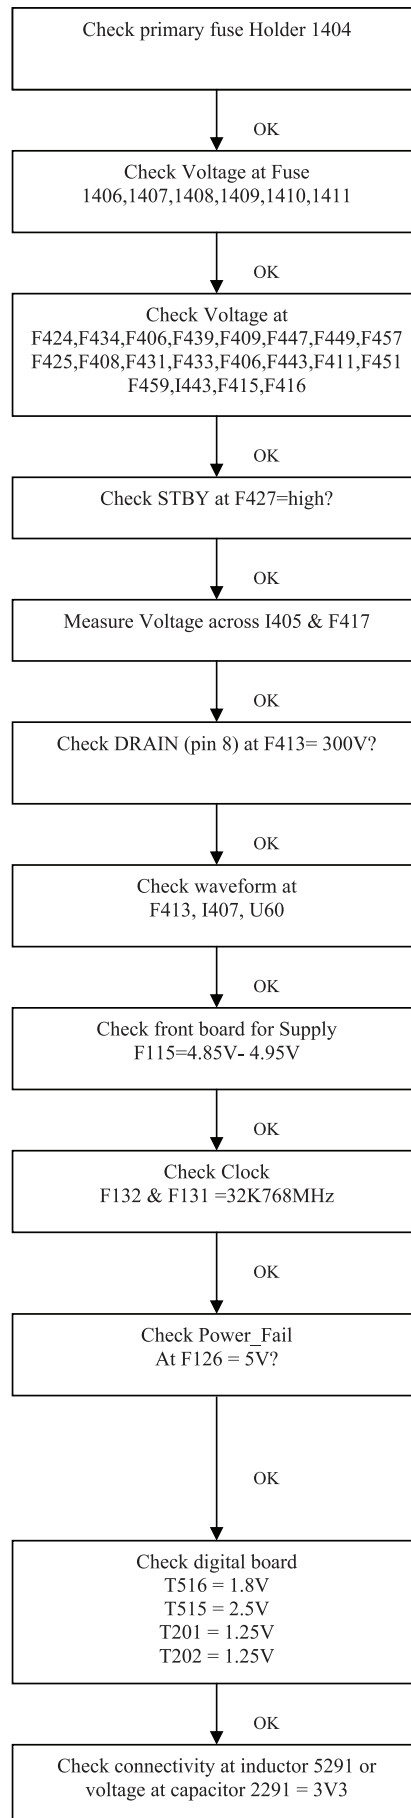 Check primary fuse Holder 1404
OK
Check Voltage at Fuse
1406,1407,1408,1409,1410,1411
OK
Check Voltage at
F424,F434,F406,F439,F409,F447,F449,F457
F425,F408,F431,F433,F406,F443,F411,F451
F459,I443,F415,F416
OK
Check STBY at F427=high?
OK
Measure Voltage across I405 & F417
OK
Check DRAIN (pin 8) at F413= 300V?
OK
Check waveform at
F413, I407, U60
OK
Check front board for Supply
F115=4.85V- 4.95V
OK
Check Clock
F132 & F131 =32K768MHz
OK
Check Power_Fail
At F126 = 5V?
OK
Check digital board
T516 = 1.8V
T515 = 2.5V
T201 = 1.25V
T202 = 1.25V
OK
Check connectivity at inductor 5291 or
voltage at capacitor 2291 = 3V3